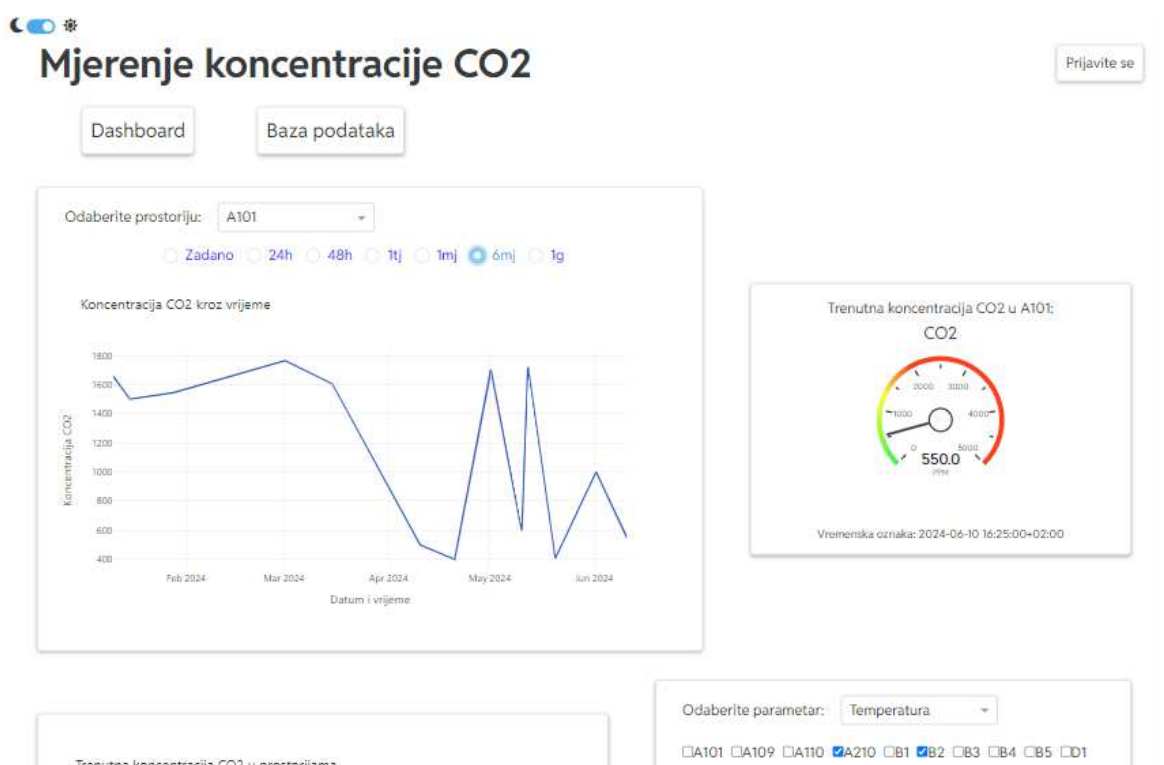 Mjerenje koncentracije CO2
Prijavite se
Dashboard
Baza podataka
Odaberite prostoriju:
A101
Zadano 24h 48h 1tj 1mj 6mj 1g
Koncentracija CO2 kroz vrijeme
Koncentracija CO2
1800
1600
1400
1200
1000
800
600
400
Feb 2024
Mar 2024
Apr 2024
May 2024
Jun 2024
Datum i vrijeme
Trenutna koncentracija CO2 u A101:
CO2
0
1000
2000
3000
4000
5000
550.0
PPM
Vremenska oznaka: 2024-06-10 16:25:00+02:00
Trenutna koncentracija CO2 u prostorijama
Odaberite parametar:
Temperatura
A101 A109 A110 A210 B1 B2 B3 B4 B5 D1